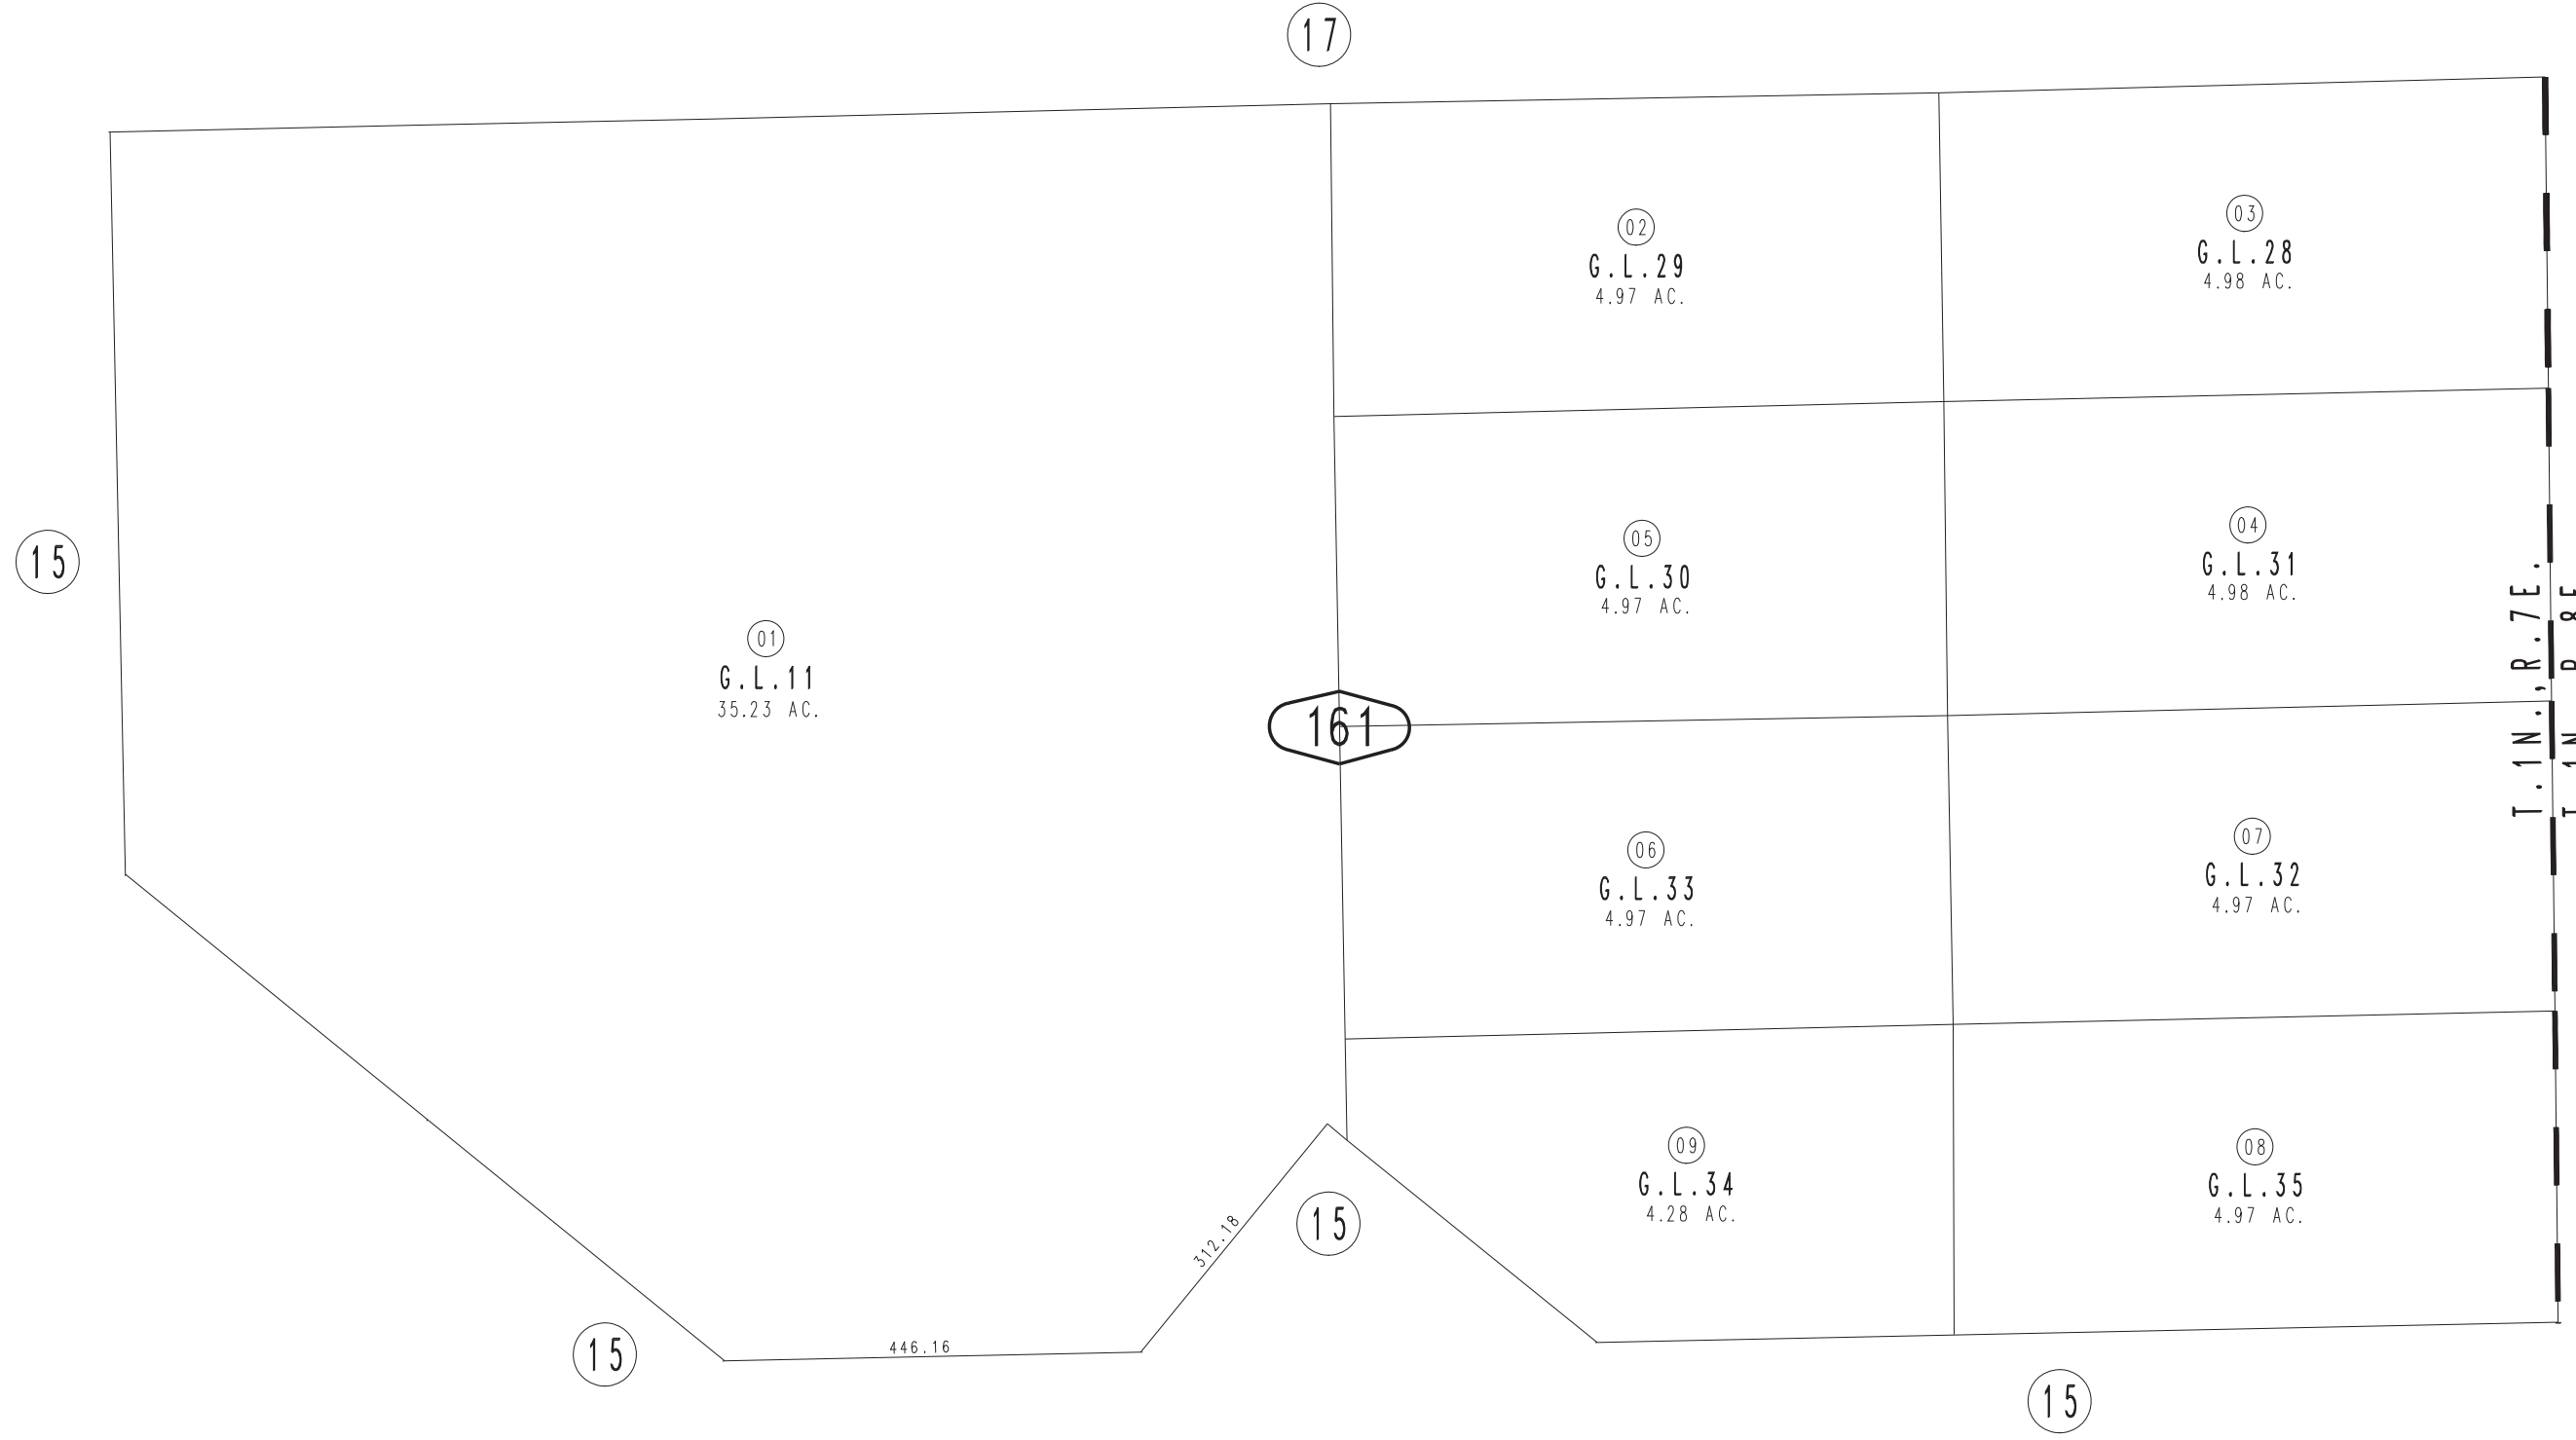 17
02
G.L.29
4.97 AC.
03
G.L.28
4.98 AC.
15
01
G.L.11
35.23 AC.
05
G.L.30
4.97 AC.
04
G.L.31
4.98 AC.
T.1N.,R.7E.
161
06
G.L.33
4.97 AC.
07
G.L.32
4.97 AC.
09
G.L.34
4.28 AC.
08
G.L.35
4.97 AC.
312.18
15
446.16
15
15